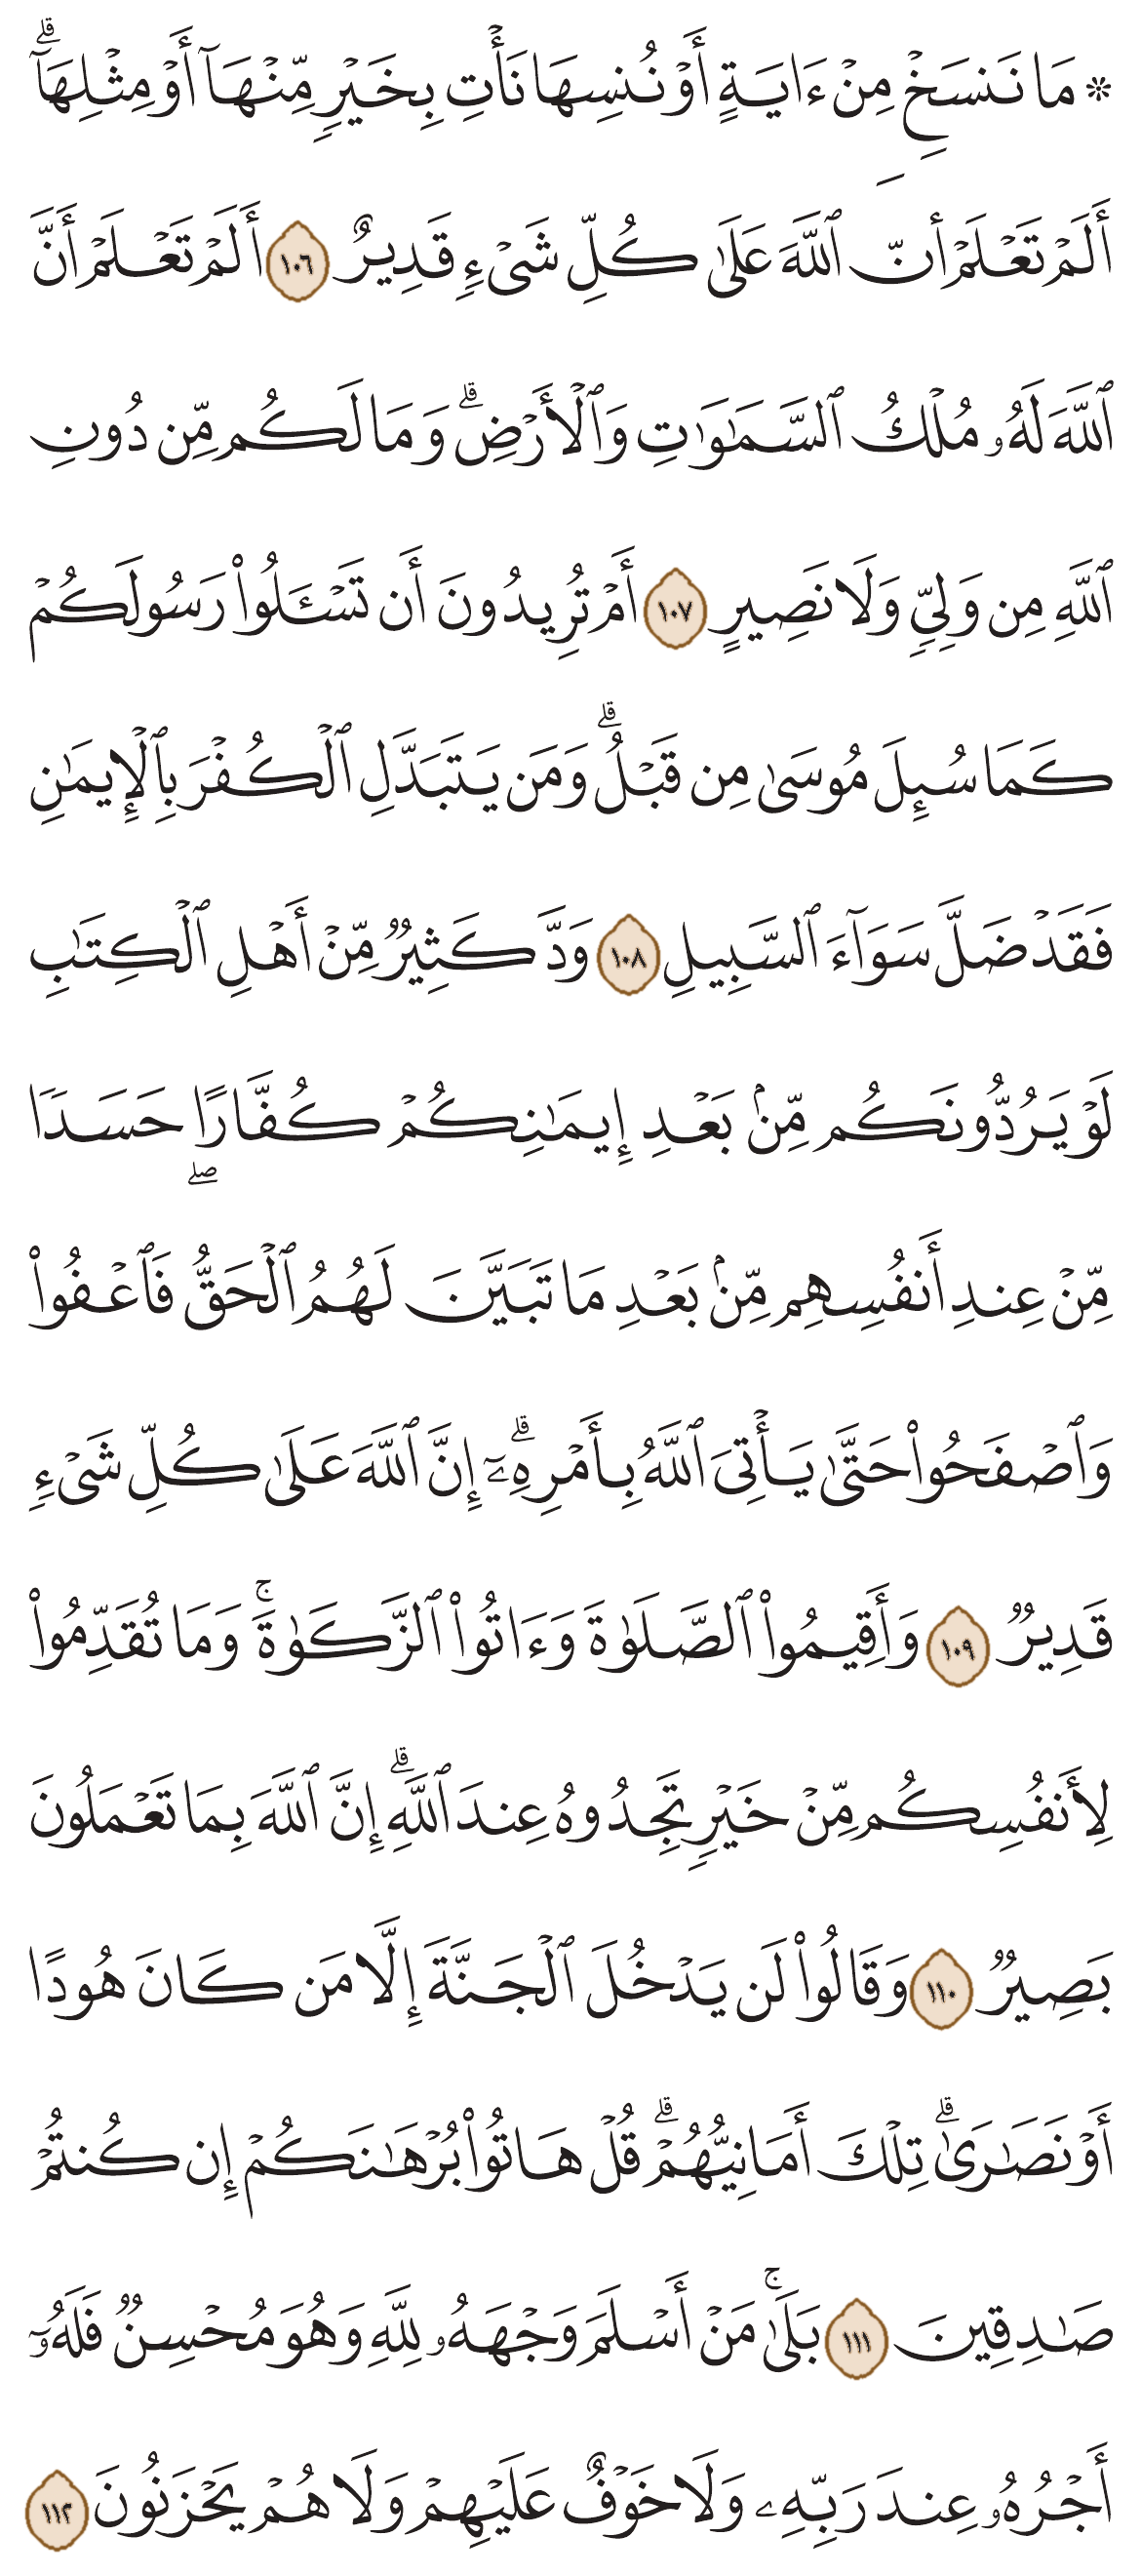 ۞ مَا نَنسَخۡ مِنۡ ءَايَةٍ أَوۡ نُنسِهَا نَأۡتِ بِخَيۡرٖ مِّنۡهَآ أَوۡ مِثۡلِهَآۗ
أَلَمۡ تَعۡلَمۡ أَنَّ ٱللَّهَ عَلَىٰ كُلِّ شَيۡءٖ قَدِيرٌ ١٠٦ أَلَمۡ تَعۡلَمۡ أَنَّ
ٱللَّهَ لَهُۥ مُلۡكُ ٱلسَّمَٰوَٰتِ وَٱلۡأَرۡضِۗ وَمَا لَكُم مِّن دُونِ
ٱللَّهِ مِن وَلِيّٖ وَلَا نَصِيرٍ ١٠٧ أَمۡ تُرِيدُونَ أَن تَسۡـَٔلُواْ رَسُولَكُمۡ
كَمَا سُئِلَ مُوسَىٰ مِن قَبۡلُۗ وَمَن يَتَبَدَّلِ ٱلۡكُفۡرَ بِٱلۡإِيمَٰنِ
فَقَدۡ ضَلَّ سَوَآءَ ٱلسَّبِيلِ ١٠٨ وَدَّ كَثِيرٞ مِّنۡ أَهۡلِ ٱلۡكِتَٰبِ
لَوۡ يَرُدُّونَكُم مِّنۢ بَعۡدِ إِيمَٰنِكُمۡ كُفَّارًا حَسَدٗا
مِّنۡ عِندِ أَنفُسِهِم مِّنۢ بَعۡدِ مَا تَبَيَّنَ لَهُمُ ٱلۡحَقُّۖ فَٱعۡفُواْ
وَٱصۡفَحُواْ حَتَّىٰ يَأۡتِيَ ٱللَّهُ بِأَمۡرِهِۦٓۗ إِنَّ ٱللَّهَ عَلَىٰ كُلِّ شَيۡءٖ
قَدِيرٞ ١٠٩ وَأَقِيمُواْ ٱلصَّلَوٰةَ وَءَاتُواْ ٱلزَّكَوٰةَۚ وَمَا تُقَدِّمُواْ
لِأَنفُسِكُم مِّنۡ خَيۡرٖ تَجِدُوهُ عِندَ ٱللَّهِۗ إِنَّ ٱللَّهَ بِمَا تَعۡمَلُونَ
بَصِيرٞ ١١٠ وَقَالُواْ لَن يَدۡخُلَ ٱلۡجَنَّةَ إِلَّا مَن كَانَ هُودًا
أَوۡ نَصَٰرَىٰۗ تِلۡكَ أَمَانِيُّهُمۡۗ قُلۡ هَاتُواْ بُرۡهَٰنَكُمۡ إِن كُنتُمۡ
صَٰدِقِينَ ١١١ بَلَىٰۚ مَنۡ أَسۡلَمَ وَجۡهَهُۥ لِلَّهِ وَهُوَ مُحۡسِنٞ فَلَهُۥٓ
أَجۡرُهُۥ عِندَ رَبِّهِۦ وَلَا خَوۡفٌ عَلَيۡهِمۡ وَلَا هُمۡ يَحۡزَنُونَ ١١٢